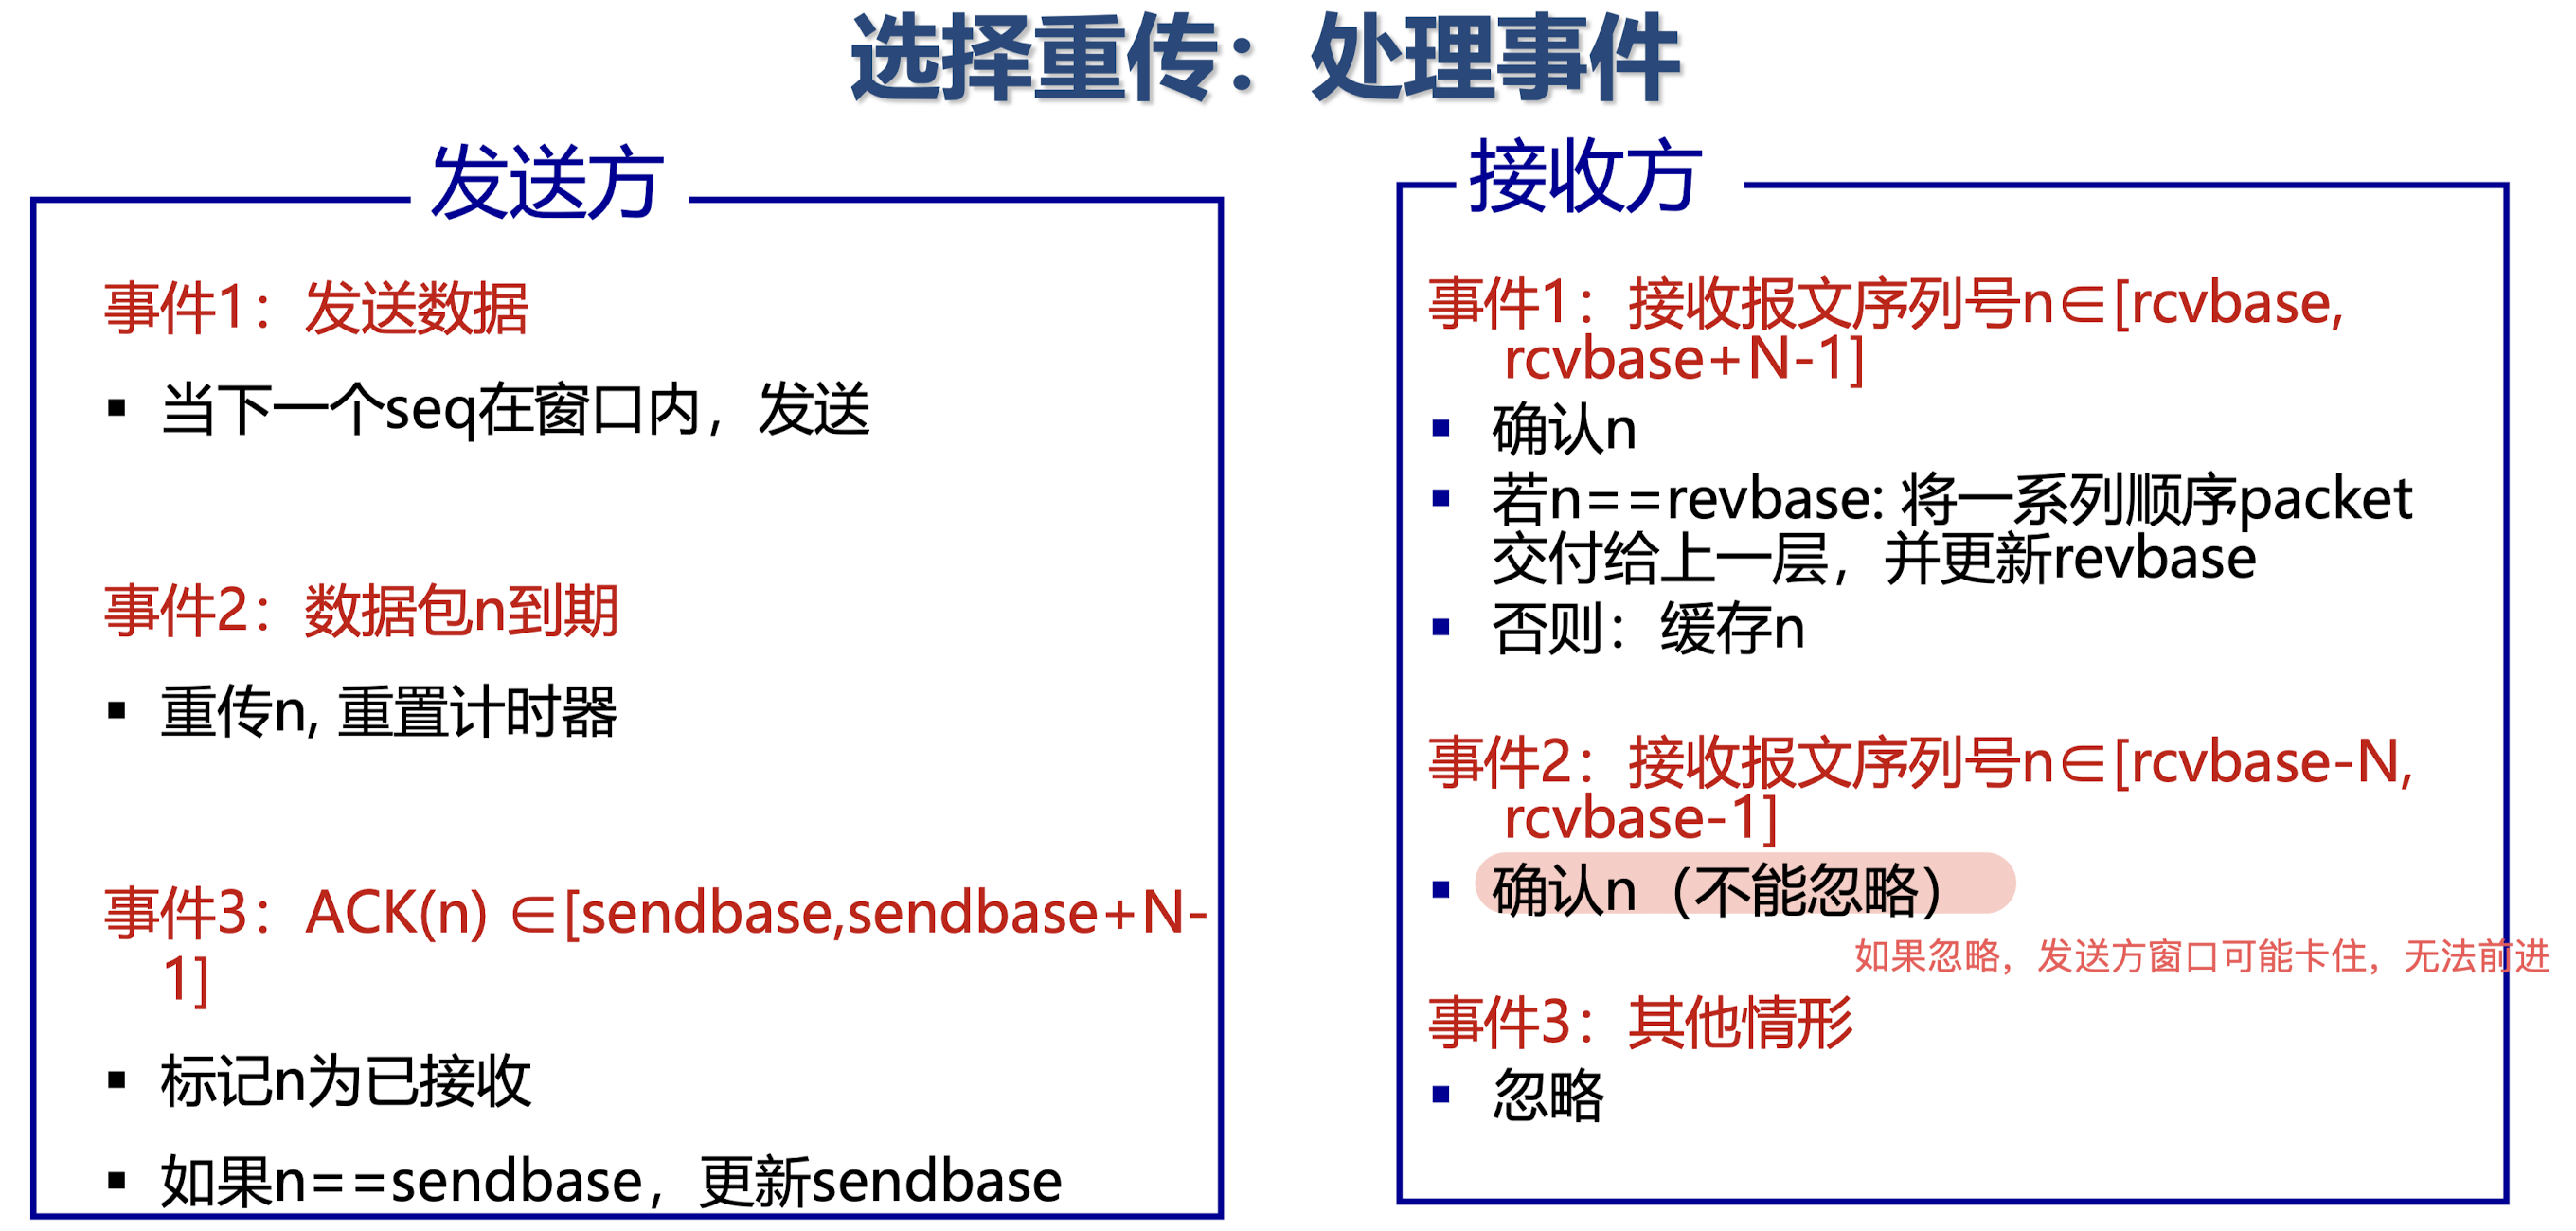 选择重传：处理事件
发送方
事件1：发送数据
▪ 当下一个seq在窗口内，发送
事件2：数据包n到期
▪ 重传n, 重置计时器
事件3：ACK(n) ∈[sendbase,sendbase+N-
1]
▪ 标记n为已接收
▪ 如果n==sendbase，更新sendbase
接收方
事件1：接收报文序列号n∈[rcvbase,
rcvbase+N-1]
▪ 确认n
▪ 若n==revbase: 将一系列顺序packet
交付给上一层，并更新revbase
▪ 否则：缓存n
事件2：接收报文序列号n∈[rcvbase-N,
rcvbase-1]
▪ 确认n（不能忽略）
如果忽略，发送方窗口可能卡住，无法前进
事件3：其他情形
▪ 忽略